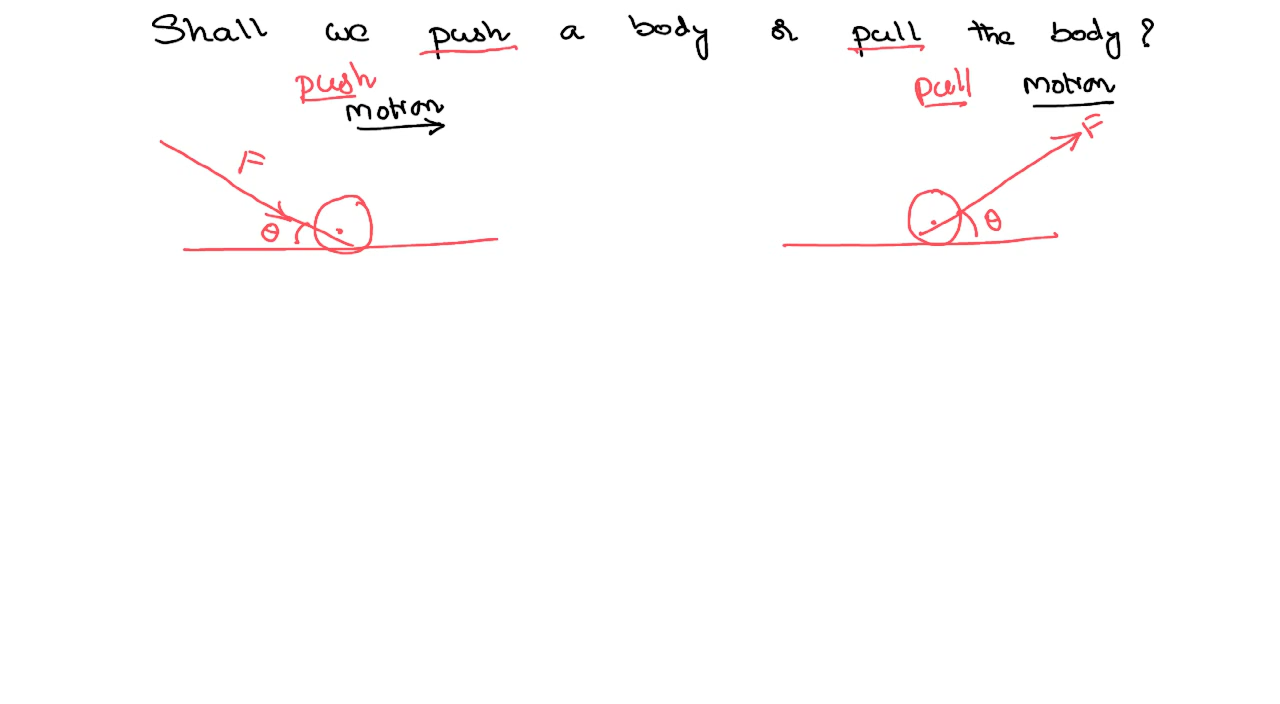 Shall we push a body or pull the body?
push
motion
pull motion
F
F
θ
θ